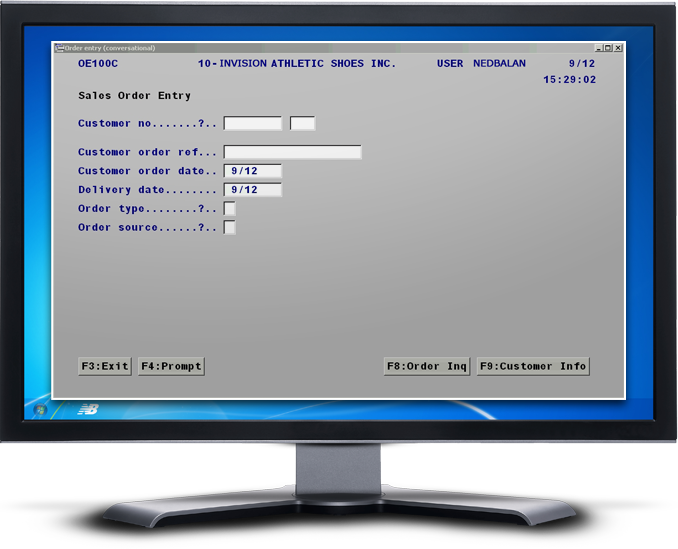 Order entry (conversational)
OE100C 10- INVISION ATHLETIC SHOES INC. USER NEDBALAN 9/12
15:29:02
Sales Order Entry
Customer no.......?..
Customer order ref...
Customer order date.. 9/12
Delivery date........ 9/12
Order type........?..
Order source......?..
F3:Exit F4:Prompt F8:Order Inq F9:Customer Info
NB